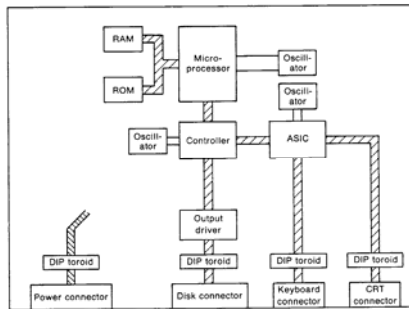 RAM
Micro-
processor
Oscill-
ator
ROM
Oscill-
ator
Oscill-
ator
Controller
ASIC
Output
driver
DIP toroid
DIP toroid
DIP toroid
DIP toroid
Power connector
Disk connector
Keyboard
connector
CRT
connector